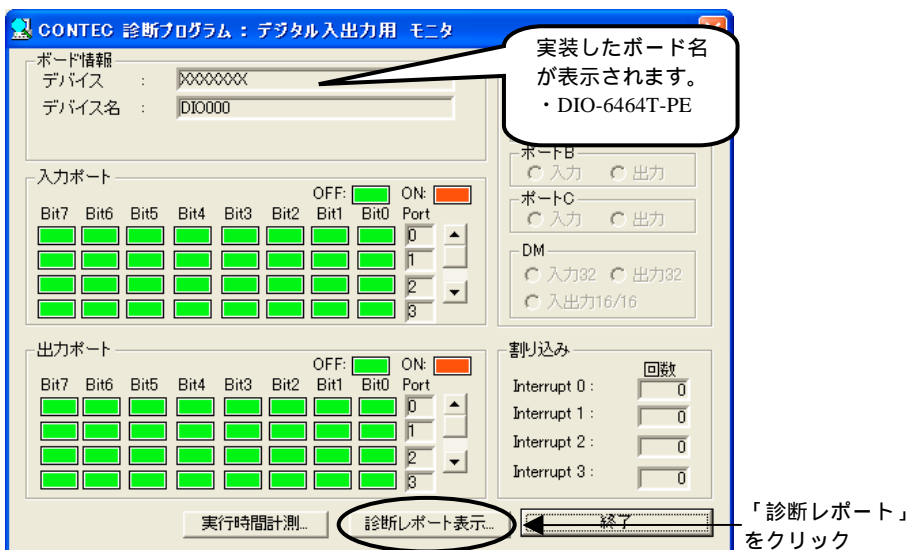 CONTEC 診断プログラム : デジタル入出力用 モニタ
実装したボード名
が表示されます。
・DIO-6464T-PE
ボード情報
デバイス : XXXXXXX
デバイス名 : DIO000
入力ポート
OFF: ON:
Bit7 Bit6 Bit5 Bit4 Bit3 Bit2 Bit1 Bit0 Port
0
1
2
3
ポートB
入力 出力
ポートC
入力 出力
DM
入力32 出力32
入出力16/16
出力ポート
OFF: ON:
Bit7 Bit6 Bit5 Bit4 Bit3 Bit2 Bit1 Bit0 Port
0
1
2
3
割り込み
回数
Interrupt 0 : 0
Interrupt 1 : 0
Interrupt 2 : 0
Interrupt 3 : 0
実行時間計測... 診断レポート表示... 終了
「診断レポート」
をクリック